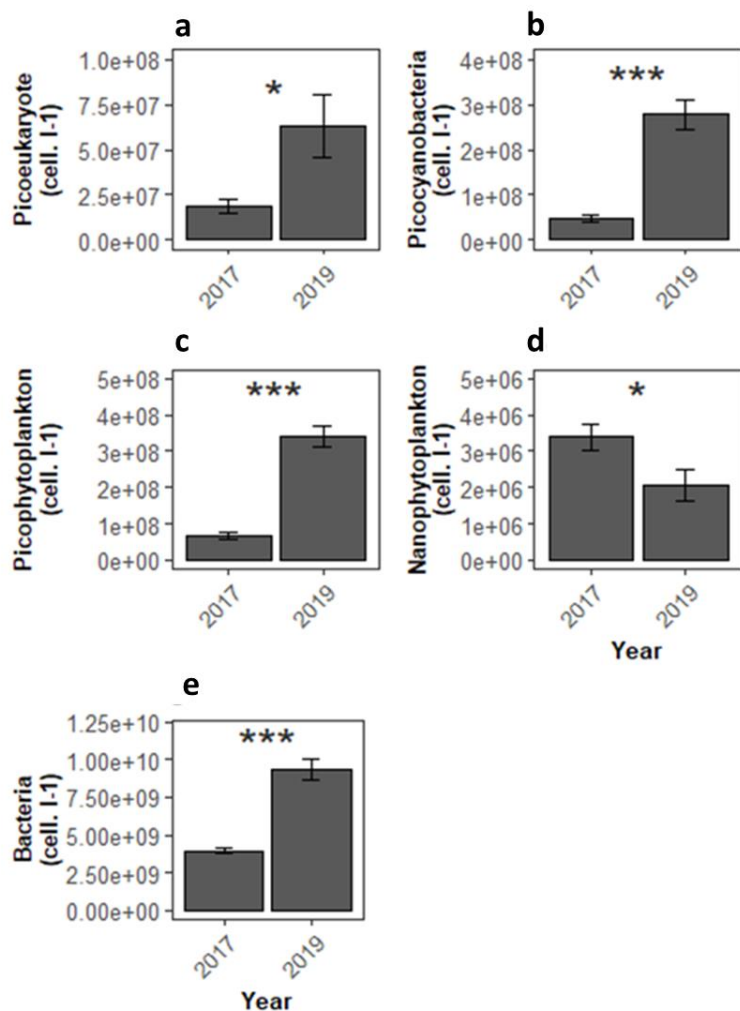 a
Picoeukaryote
(cell. l-1)
1.0e+08
7.5e+07
5.0e+07
2.5e+07
0.0e+00
*
2017
2019
b
Picocyanobacteria
(cell. l-1)
4e+08
3e+08
2e+08
1e+08
0e+00
***
2017
2019
c
Picophytoplankton
(cell. l-1)
5e+08
4e+08
3e+08
2e+08
1e+08
0e+00
***
2017
2019
d
Nanophytoplankton
(cell. l-1)
5e+06
4e+06
3e+06
2e+06
1e+06
0e+00
*
2017
2019
Year
e
Bacteria
(cell. l-1)
1.25e+10
1.00e+10
7.50e+09
5.00e+09
2.50e+09
0.00e+00
***
2017
2019
Year